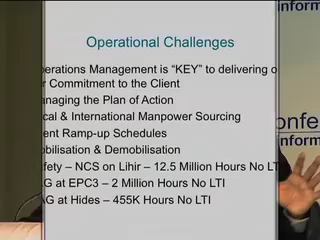 Operational Challenges
perations Management is "KEY" to delivering o
r Commitment to the Client
anaging the Plan of Action
cal & International Manpower Sourcing
ent Ramp-up Schedules
obilisation & Demobilisation
fety – NCS on Lihir – 12.5 Million Hours No LT
G at EPC3 – 2 Million Hours No LTI
G at Hides – 455K Hours No LTI
inform
onfe
inform